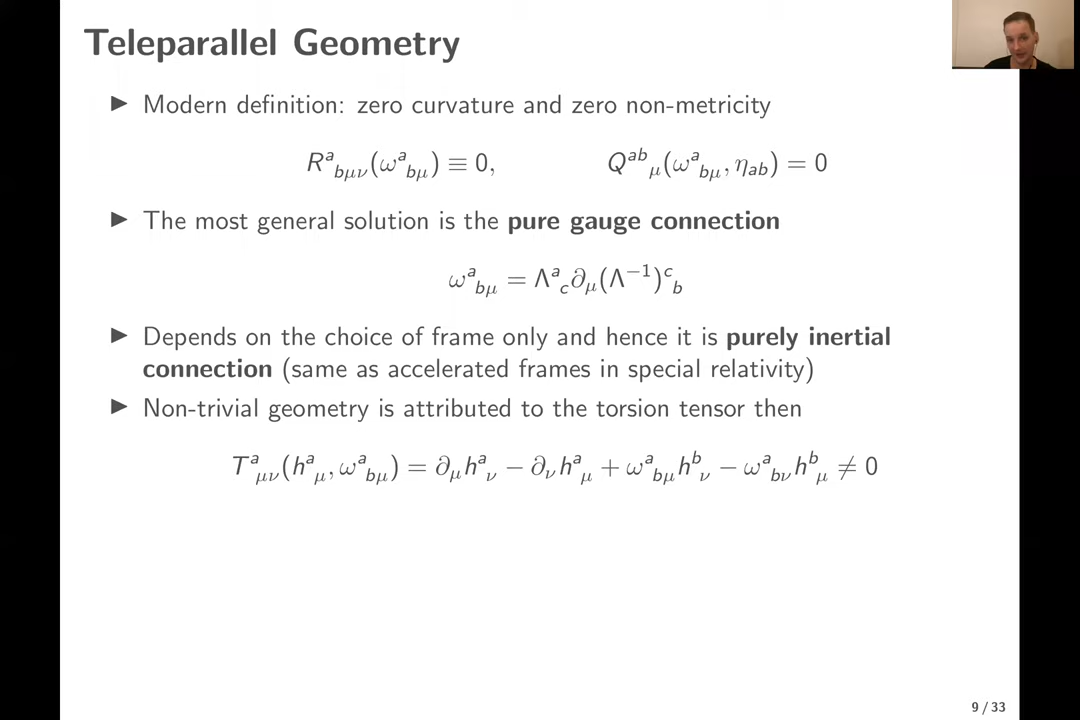 Teleparallel Geometry
▶ Modern definition: zero curvature and zero non-metricity
R^a_{bμν}(ω^a_{bμ}) ≡ 0, Q^{ab}_μ(ω^a_{bμ}, η_{ab}) = 0
▶ The most general solution is the pure gauge connection
ω^a_{bμ} = Λ^a_c ∂_μ(Λ^{−1})^c_b
▶ Depends on the choice of frame only and hence it is purely inertial
connection (same as accelerated frames in special relativity)
▶ Non-trivial geometry is attributed to the torsion tensor then
T^a_{μν}(h^a_μ, ω^a_{bμ}) = ∂_μ h^a_ν − ∂_ν h^a_μ + ω^a_{bμ} h^b_ν − ω^a_{bν} h^b_μ ≠ 0
9 / 33